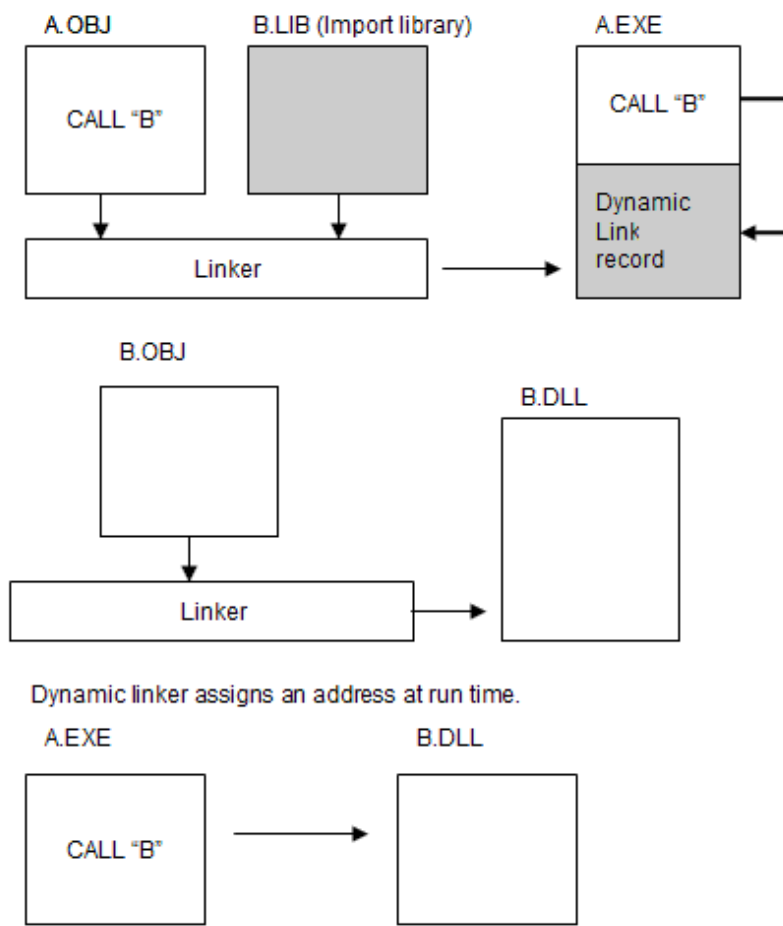 A.OBJ
B.LIB (Import library)
A.EXE
CALL “B”
CALL “B”
Dynamic
Link
record
Linker
B.OBJ
B.DLL
Linker
Dynamic linker assigns an address at run time.
A.EXE
B.DLL
CALL “B”